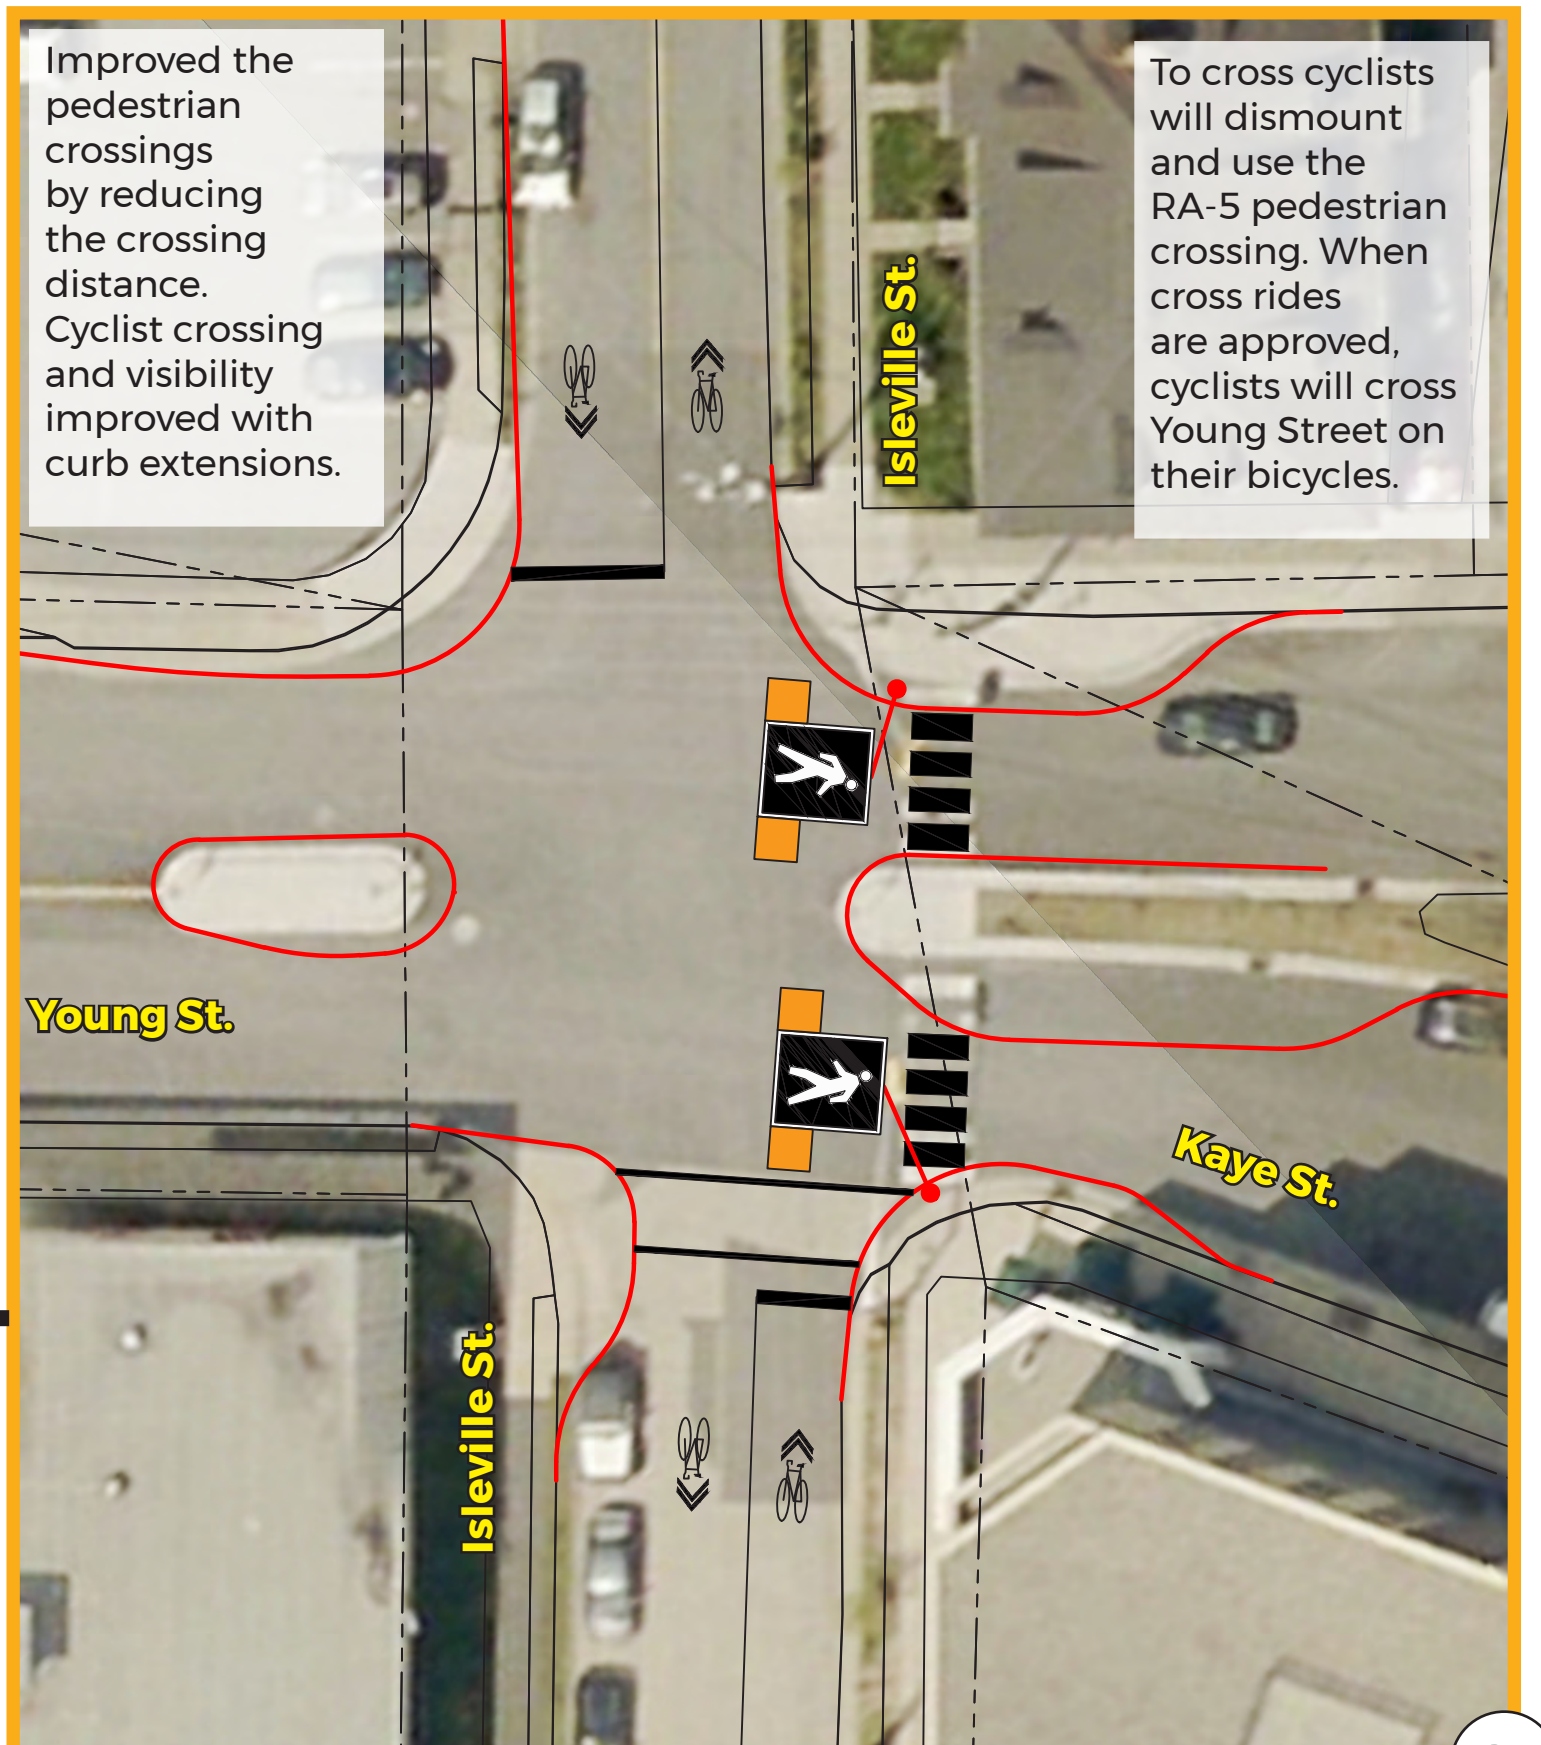 Improved the
pedestrian
crossings
by reducing
the crossing
distance.
Cyclist crossing
and visibility
improved with
curb extensions.
To cross cyclists
will dismount
and use the
RA-5 pedestrian
crossing. When
cross rides
are approved,
cyclists will cross
Young Street on
their bicycles.
Isleville St.
Young St.
Kaye St.
Isleville St.